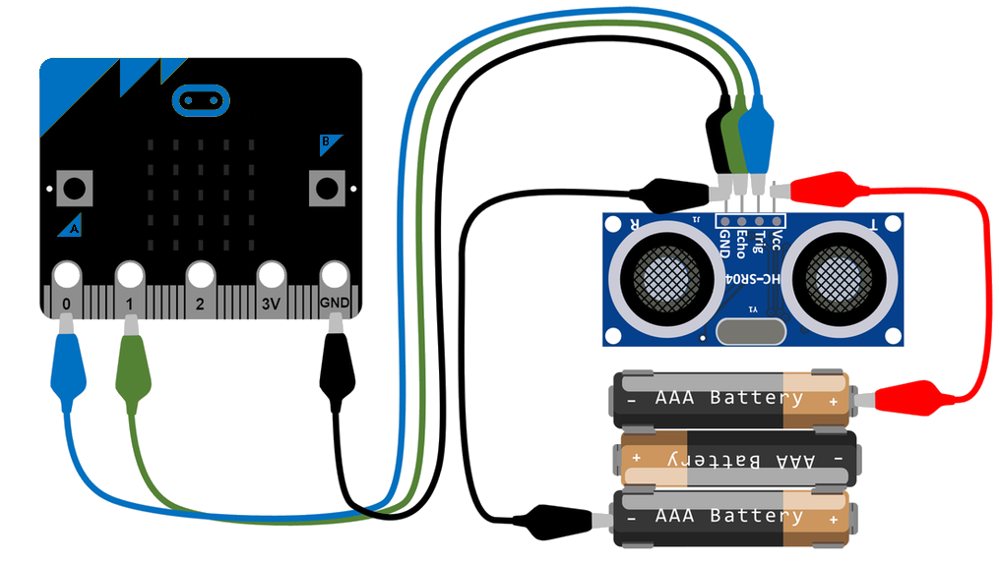 B
A
0 1 2 3V GND
R
J1
T
GND
Echo
Trig
Vcc
HC-SR04
Y1
- AAA Battery +
+ AAA Battery -
- AAA Battery +